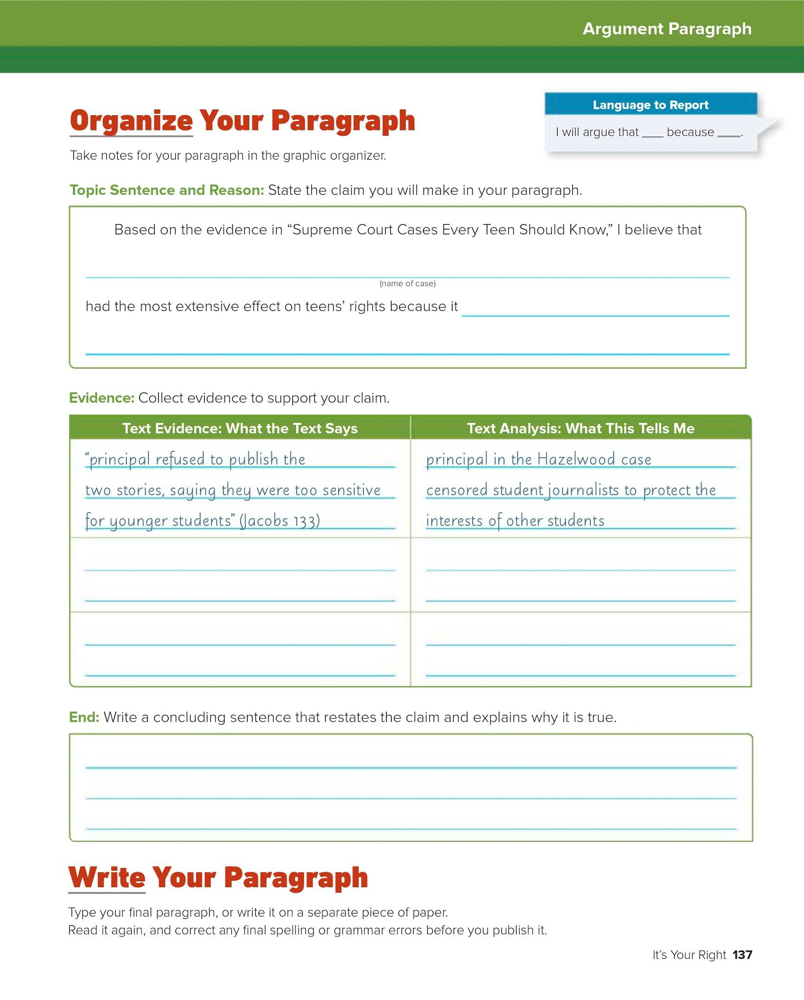 Argument Paragraph
Language to Report
I will argue that ____ because ____.
Organize Your Paragraph
Take notes for your paragraph in the graphic organizer.
Topic Sentence and Reason: State the claim you will make in your paragraph.
Based on the evidence in “Supreme Court Cases Every Teen Should Know,” I believe that
(name of case)
had the most extensive effect on teens’ rights because it
Evidence: Collect evidence to support your claim.
Text Evidence: What the Text Says
“principal refused to publish the
two stories, saying they were too sensitive
for younger students” (Jacobs 133)
Text Analysis: What This Tells Me
principal in the Hazelwood case
censored student journalists to protect the
interests of other students
End: Write a concluding sentence that restates the claim and explains why it is true.
Write Your Paragraph
Type your final paragraph, or write it on a separate piece of paper.
Read it again, and correct any final spelling or grammar errors before you publish it.
It’s Your Right 137